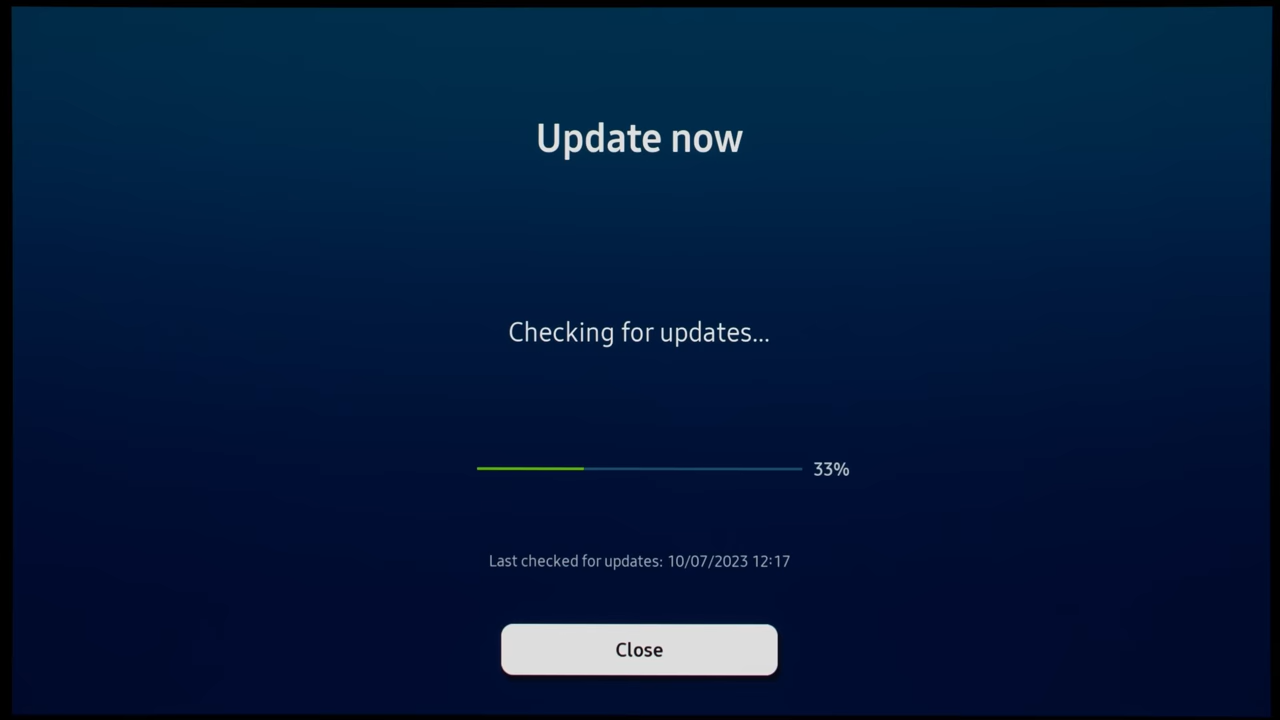 Update now
Checking for updates...
33%
Last checked for updates: 10/07/2023 12:17
Close